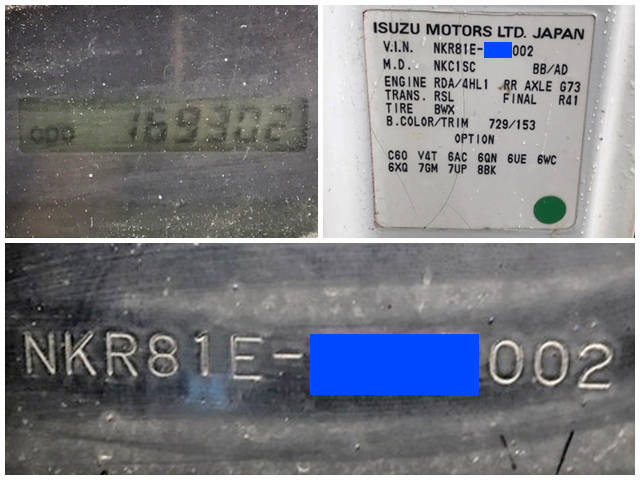 ODO 169302
ISUZU MOTORS LTD. JAPAN
V.I.N. NKR81E- 002
M.D. NKC1SC BB/AD
ENGINE RDA/4HL1 RR AXLE G73
TRANS. RSL FINAL R41
TIRE BWX
B.COLOR/TRIM 729/153
OPTION
C60 V4T 6AC 6QN 6UE 6WC
6XQ 7GM 7UP 8BK
NKR81E- 002